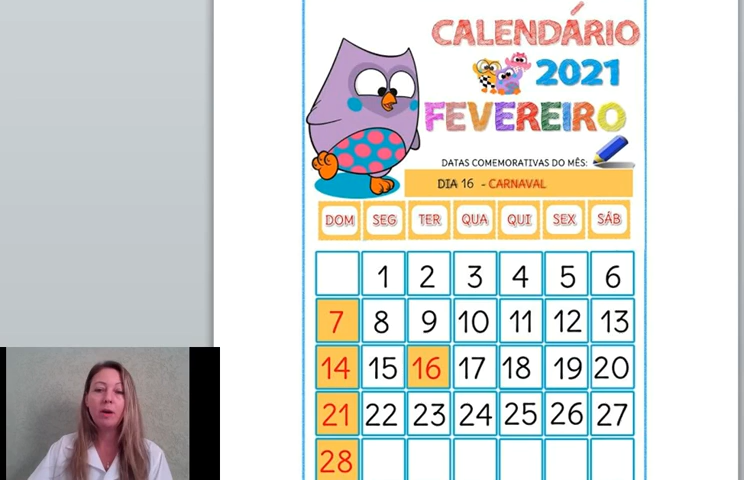 CALENDÁRIO
2021
FEVEREIRO
DATAS COMEMORATIVAS DO MÊS:
DIA 16 - CARNAVAL
DOM SEG TER QUA QUI SEX SÁB
1 2 3 4 5 6
7 8 9 10 11 12 13
14 15 16 17 18 19 20
21 22 23 24 25 26 27
28